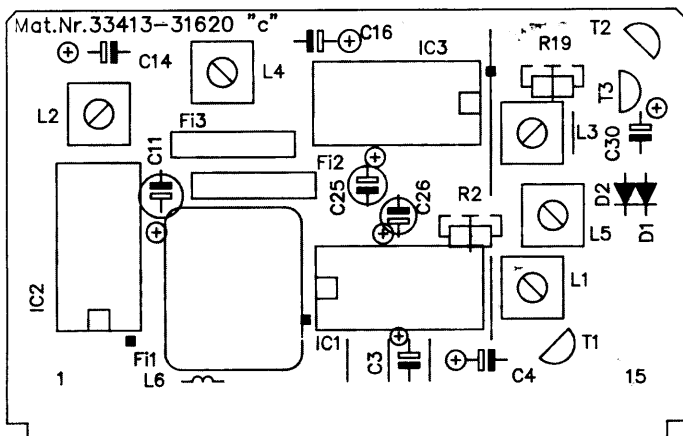 Mat.Nr.33413-31620 "c"
C14
L4
C16
IC3
R19
T2
T3
L2
Fi3
L3
C30
C11
Fi2
C25
C26
R2
D2
D1
L5
IC2
L1
IC1
Fi1
C3
C4
T1
1
L6
15